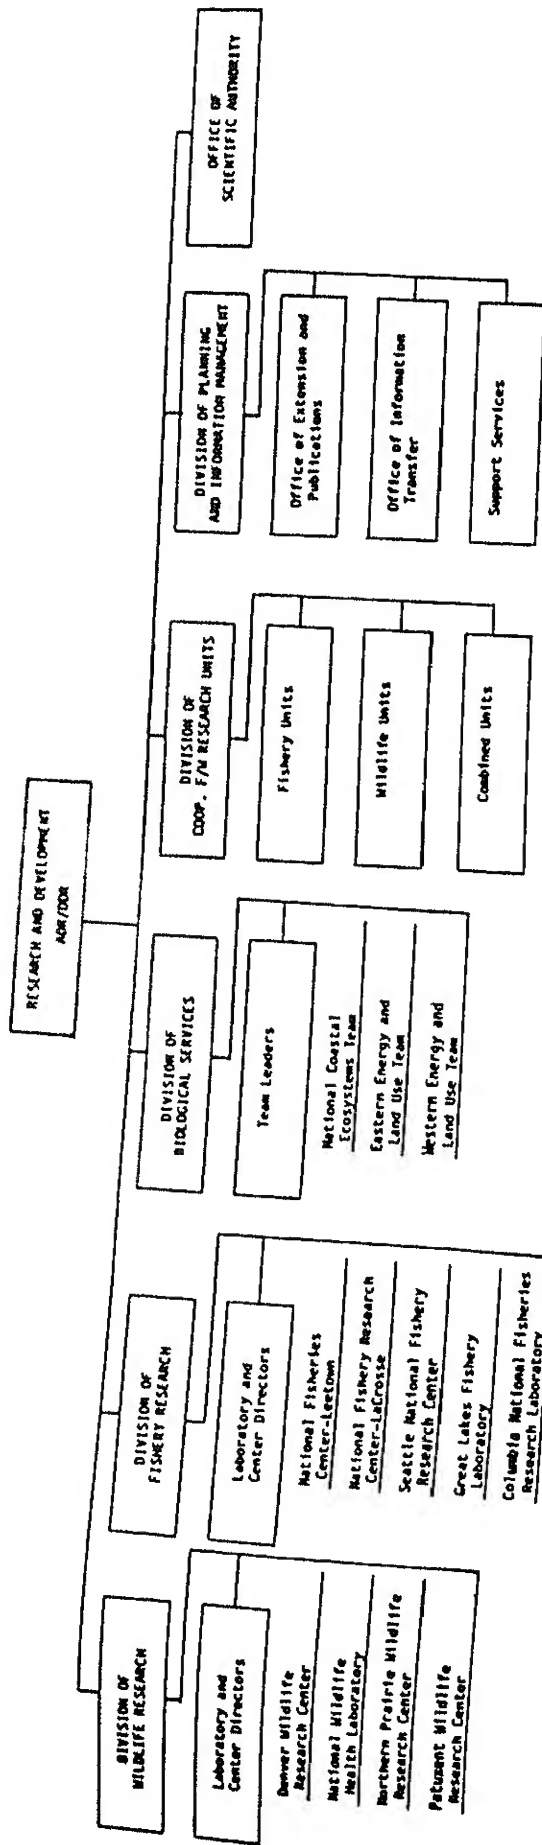 RESEARCH AND DEVELOPMENT
ADR/DDR
DIVISION OF
WILDLIFE RESEARCH
Laboratory and
Center Directors
Denver Wildlife
Research Center
National Wildlife
Health Laboratory
Northern Prairie Wildlife
Research Center
Patuxent Wildlife
Research Center
DIVISION OF
FISHERY RESEARCH
Laboratory and
Center Directors
National Fisheries
Center-Leetown
National Fishery Research
Center-LaCrosse
Seattle National Fishery
Research Center
Great Lakes Fishery
Laboratory
Columbia National Fisheries
Research Laboratory
DIVISION OF
BIOLOGICAL SERVICES
Team Leaders
National Coastal
Ecosystems Team
Eastern Energy and
Land Use Team
Western Energy and
Land Use Team
DIVISION OF
COOP. F/W RESEARCH UNITS
Fishery Units
Wildlife Units
Combined Units
DIVISION OF PLANNING
AND INFORMATION MANAGEMENT
Office of Extension and
Publications
Office of Information
Transfer
Support Services
OFFICE OF
SCIENTIFIC AUTHORITY